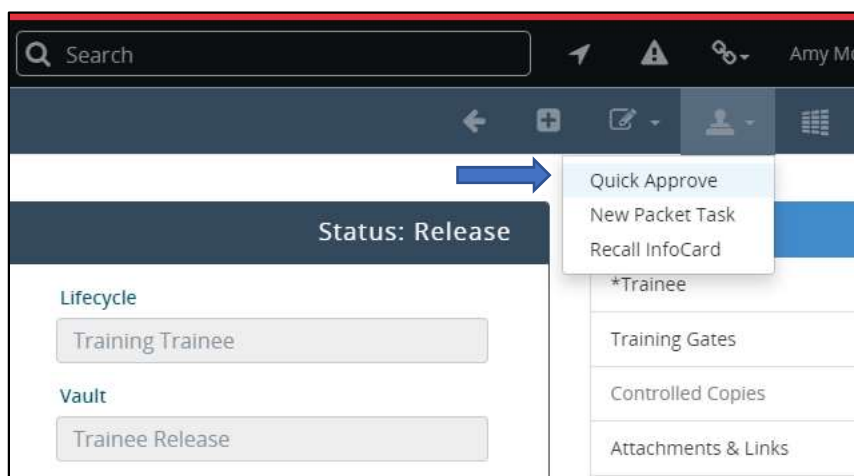 Search
Amy Mc
Quick Approve
New Packet Task
Recall InfoCard
Status: Release
Lifecycle
Training Trainee
Vault
Trainee Release
*Trainee
Training Gates
Controlled Copies
Attachments & Links